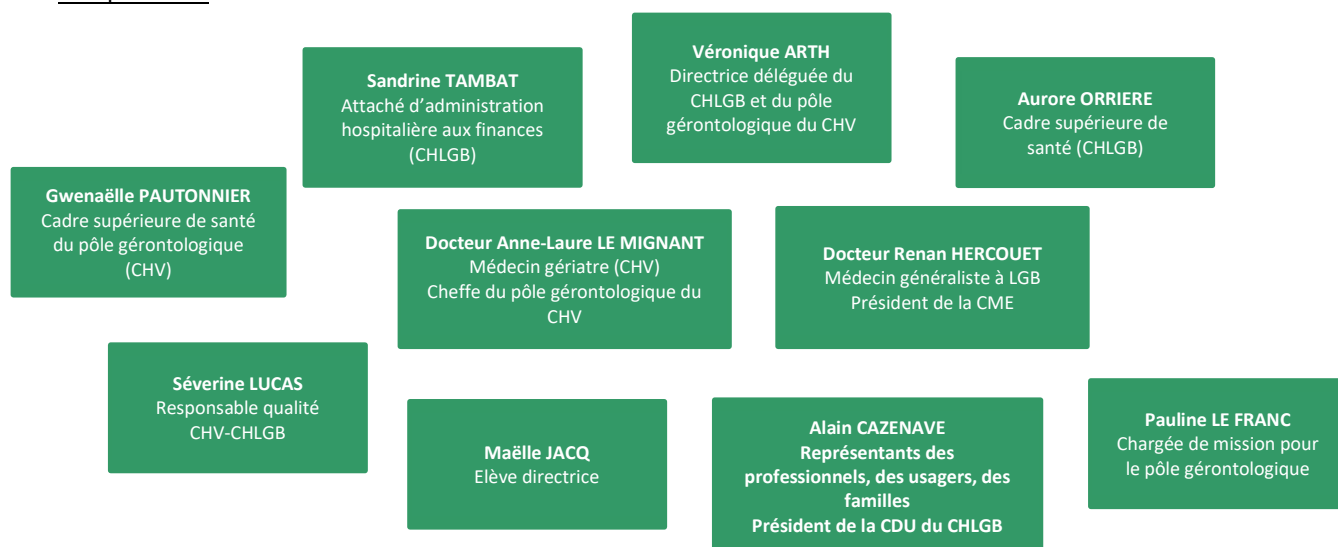 Véronique ARTH
Directrice déléguée du
CHLGB et du pôle
gérontologique du CHV
Sandrine TAMBAT
Attaché d'administration
hospitalière aux finances
(CHLGB)
Aurore ORRIERE
Cadre supérieure de
santé (CHLGB)
Gwenaëlle PAUTONNIER
Cadre supérieure de santé
du pôle gérontologique
(CHV)
Docteur Anne-Laure LE MIGNANT
Médecin gériatre (CHV)
Cheffe du pôle gérontologique du
CHV
Docteur Renan HERCOUET
Médecin généraliste à LGB
Président de la CME
Séverine LUCAS
Responsable qualité
CHV-CHLGB
Maëlle JACQ
Elève directrice
Alain CAZENAVE
Représentants des
professionnels, des usagers, des
familles
Président de la CDU du CHLGB
Pauline LE FRANC
Chargée de mission pour
le pôle gérontologique